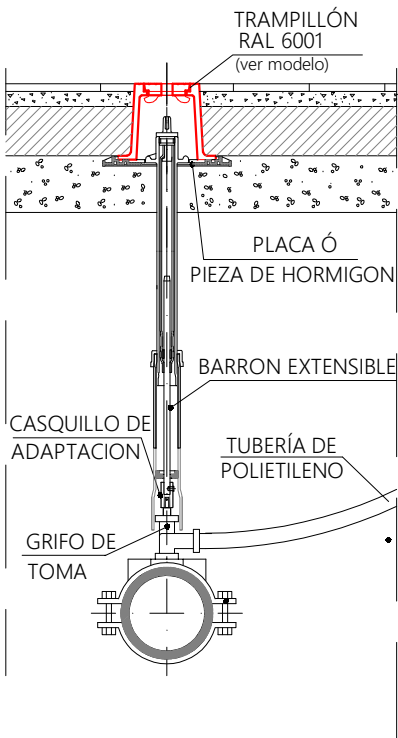 TRAMPILLÓN
RAL 6001
(ver modelo)
PLACA Ó
PIEZA DE HORMIGON
BARRON EXTENSIBLE
CASQUILLO DE
ADAPTACION
TUBERÍA DE
POLIETILENO
GRIFO DE
TOMA